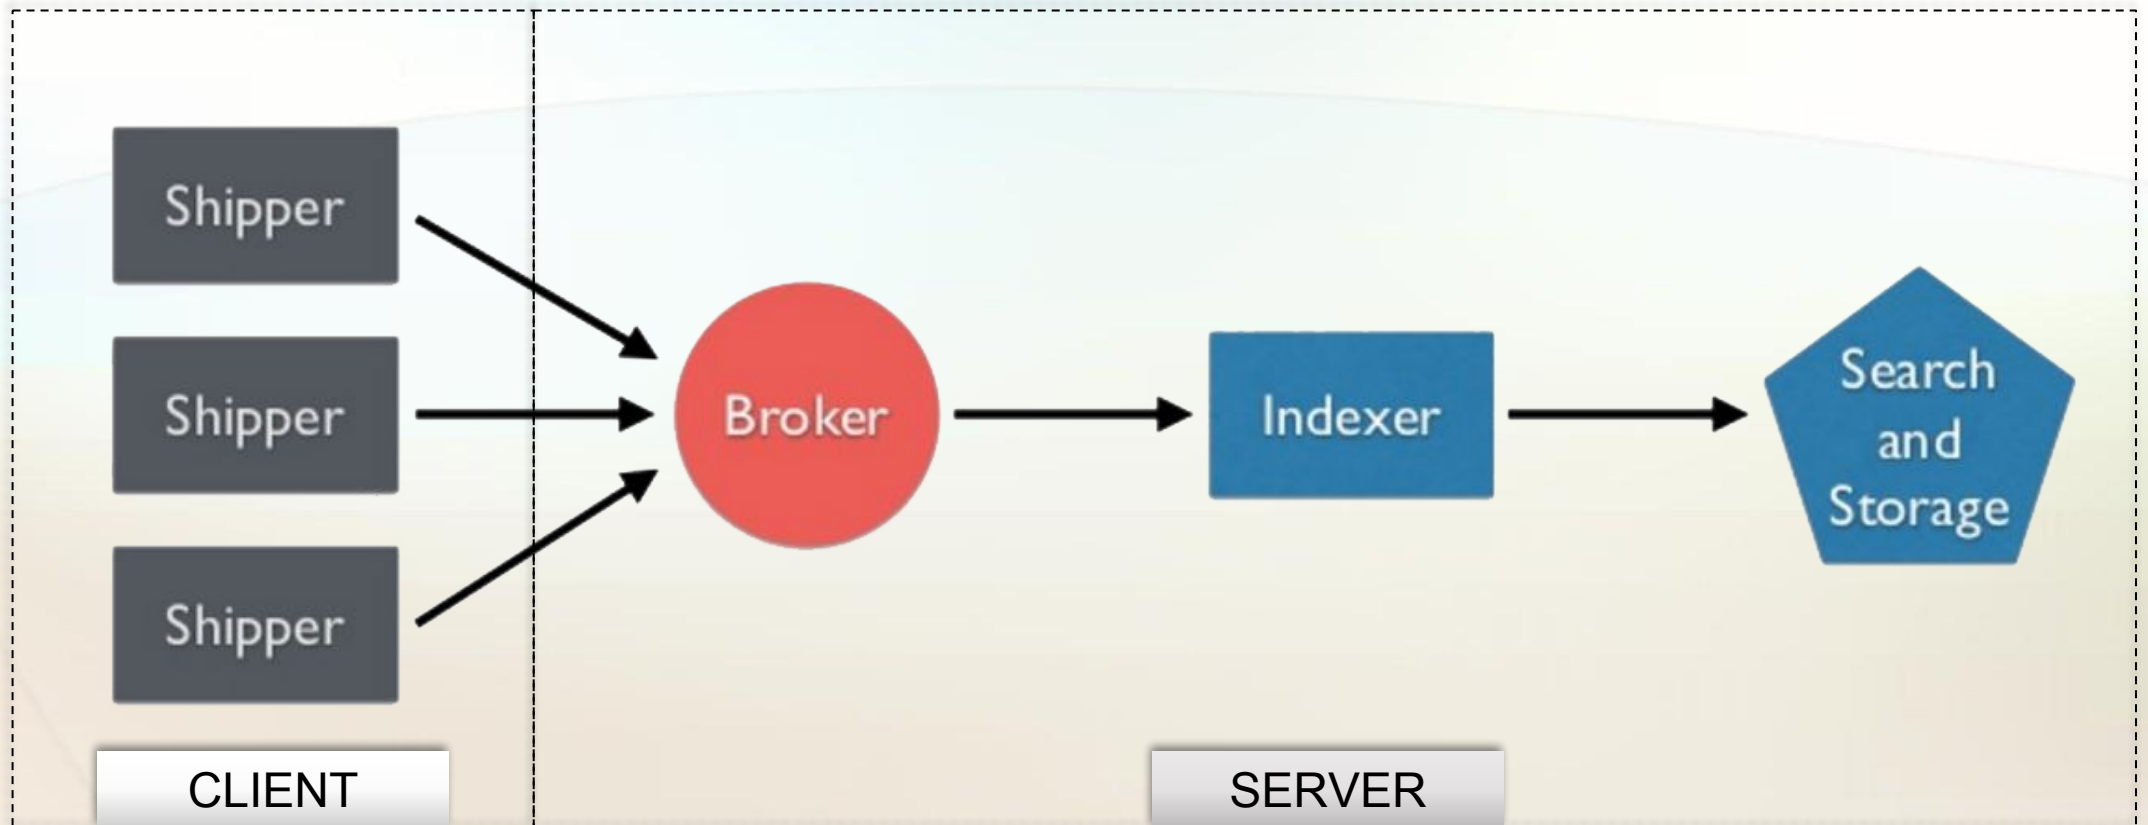 Shipper
Shipper
Shipper
Broker
Indexer
Search
and
Storage
CLIENT
SERVER